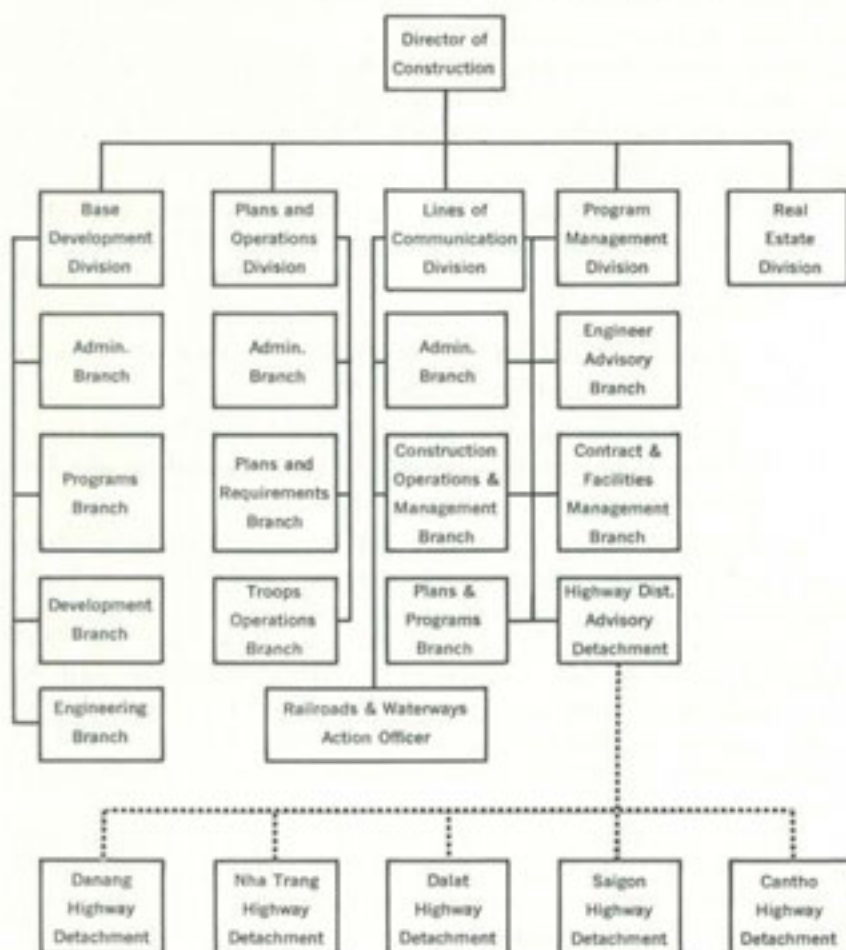 Director of
Construction
Base
Development
Division
Plans and
Operations
Division
Lines of
Communication
Division
Program
Management
Division
Real
Estate
Division
Admin.
Branch
Admin.
Branch
Admin.
Branch
Engineer
Advisory
Branch
Programs
Branch
Plans and
Requirements
Branch
Construction
Operations &
Management
Branch
Contract &
Facilities
Management
Branch
Development
Branch
Troops
Operations
Branch
Plans &
Programs
Branch
Highway Dist.
Advisory
Detachment
Engineering
Branch
Railroads & Waterways
Action Officer
Danang
Highway
Detachment
Nha Trang
Highway
Detachment
Dalat
Highway
Detachment
Saigon
Highway
Detachment
Cantho
Highway
Detachment